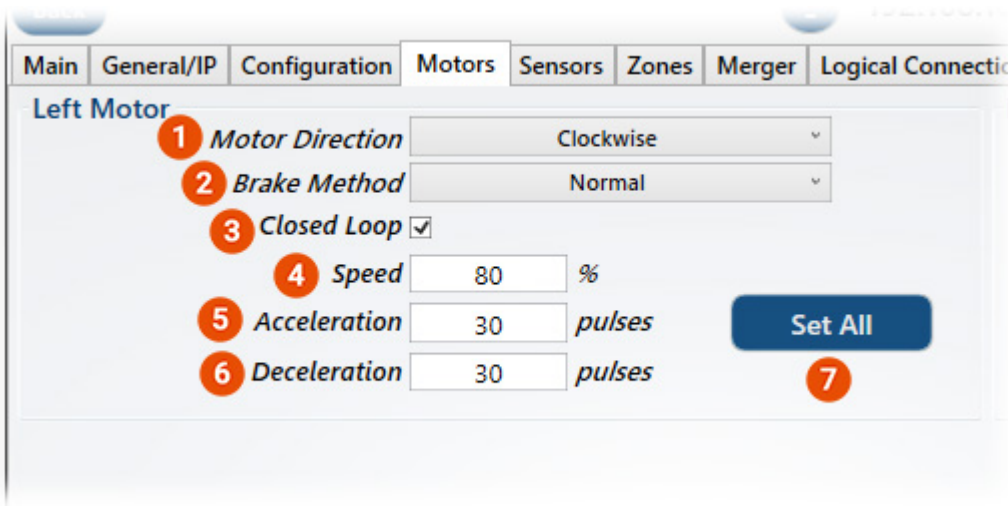 Main General/IP Configuration Motors Sensors Zones Merger Logical
Left Motor
1 Motor Direction Clockwise
2 Brake Method Normal
3 Closed Loop
4 Speed 80 %
5 Acceleration 30 pulses
Set All
6 Deceleration 30 pulses
7